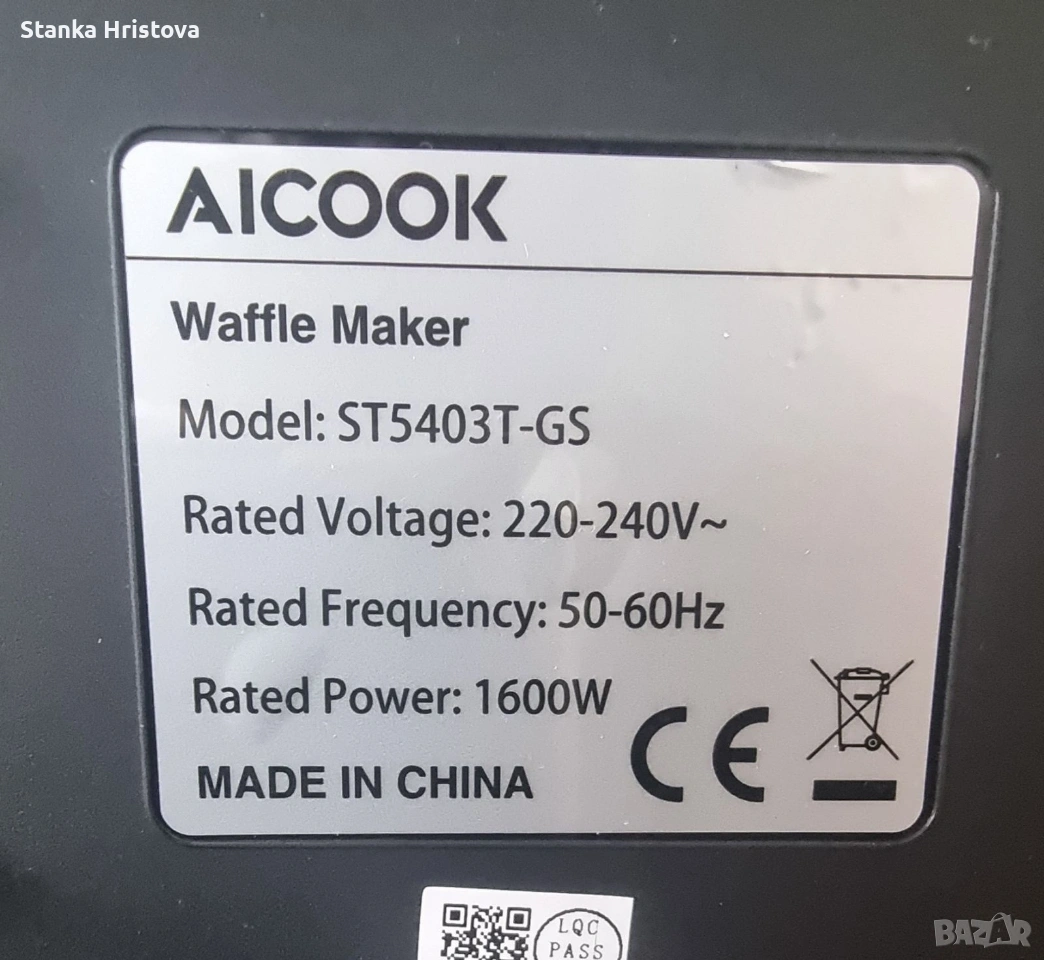 Stanka Hristova
AICOOK
Waffle Maker
Model: ST5403T-GS
Rated Voltage: 220-240V~
Rated Frequency: 50-60Hz
Rated Power: 1600W
MADE IN CHINA
CE
LQC
PASS
BAZAR